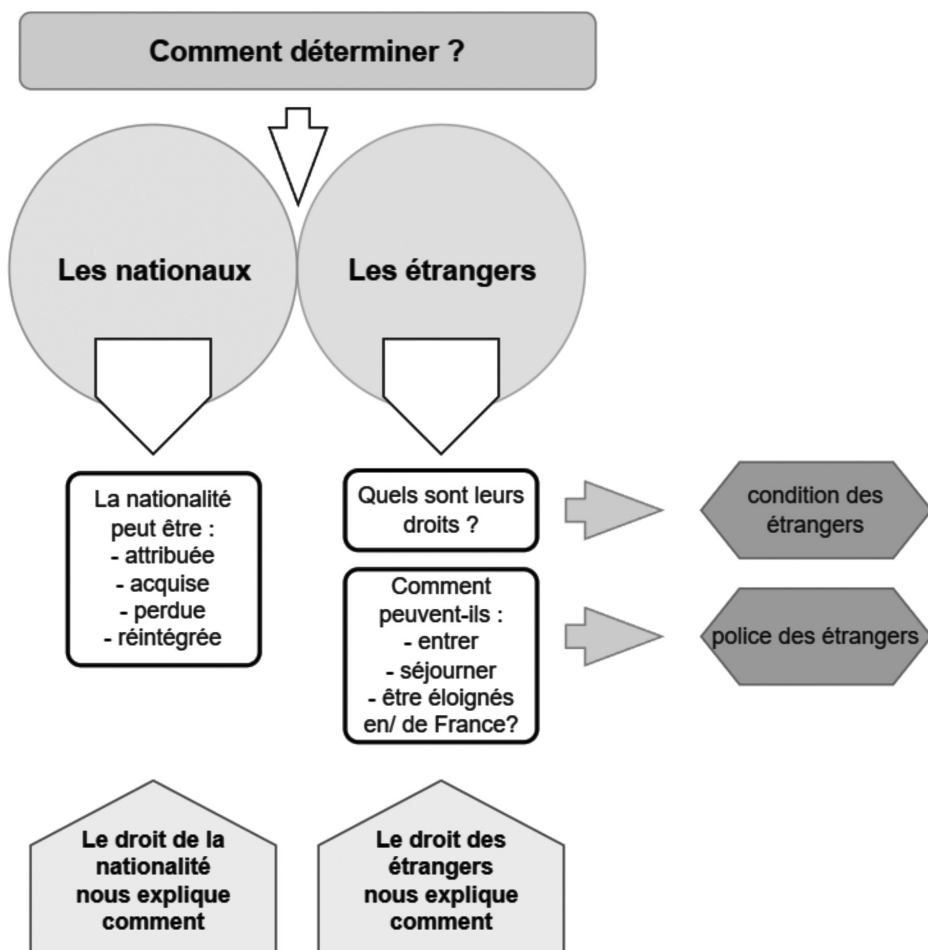 Comment déterminer ?
Les nationaux
Les étrangers
La nationalité
peut être :
- attribuée
- acquise
- perdue
- réintégrée
Quels sont leurs
droits ?
condition des
étrangers
Comment
peuvent-ils :
- entrer
- séjourner
- être éloignés
en/ de France?
police des étrangers
Le droit de la
nationalité
nous explique
comment
Le droit des
étrangers
nous explique
comment